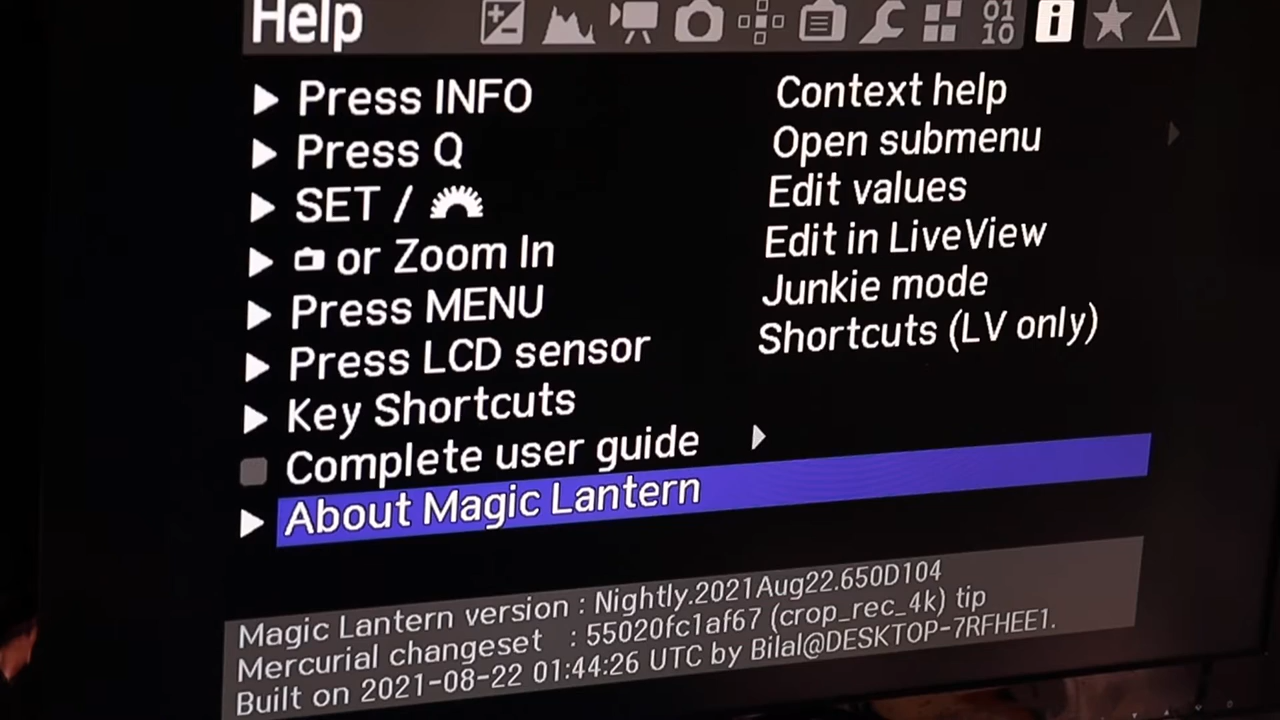 Help
Press INFO Context help
Press Q Open submenu
SET / Edit values
or Zoom In Edit in LiveView
Press MENU Junkie mode
Press LCD sensor Shortcuts (LV only)
Key Shortcuts
Complete user guide
About Magic Lantern
Magic Lantern version : Nightly.2021Aug22.650D104
Mercurial changeset : 55020fc1af67 (crop_rec_4k) tip
Built on 2021-08-22 01:44:26 UTC by Bilal@DESKTOP-7RFHEE1.